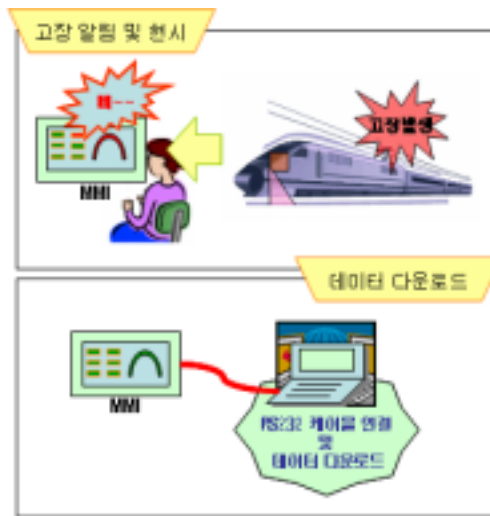 고장 알림 및 현시
삐--
고장발생
MMI
데이터 다운로드
MMI
RS232 케이블 연결
및
데이터 다운로드